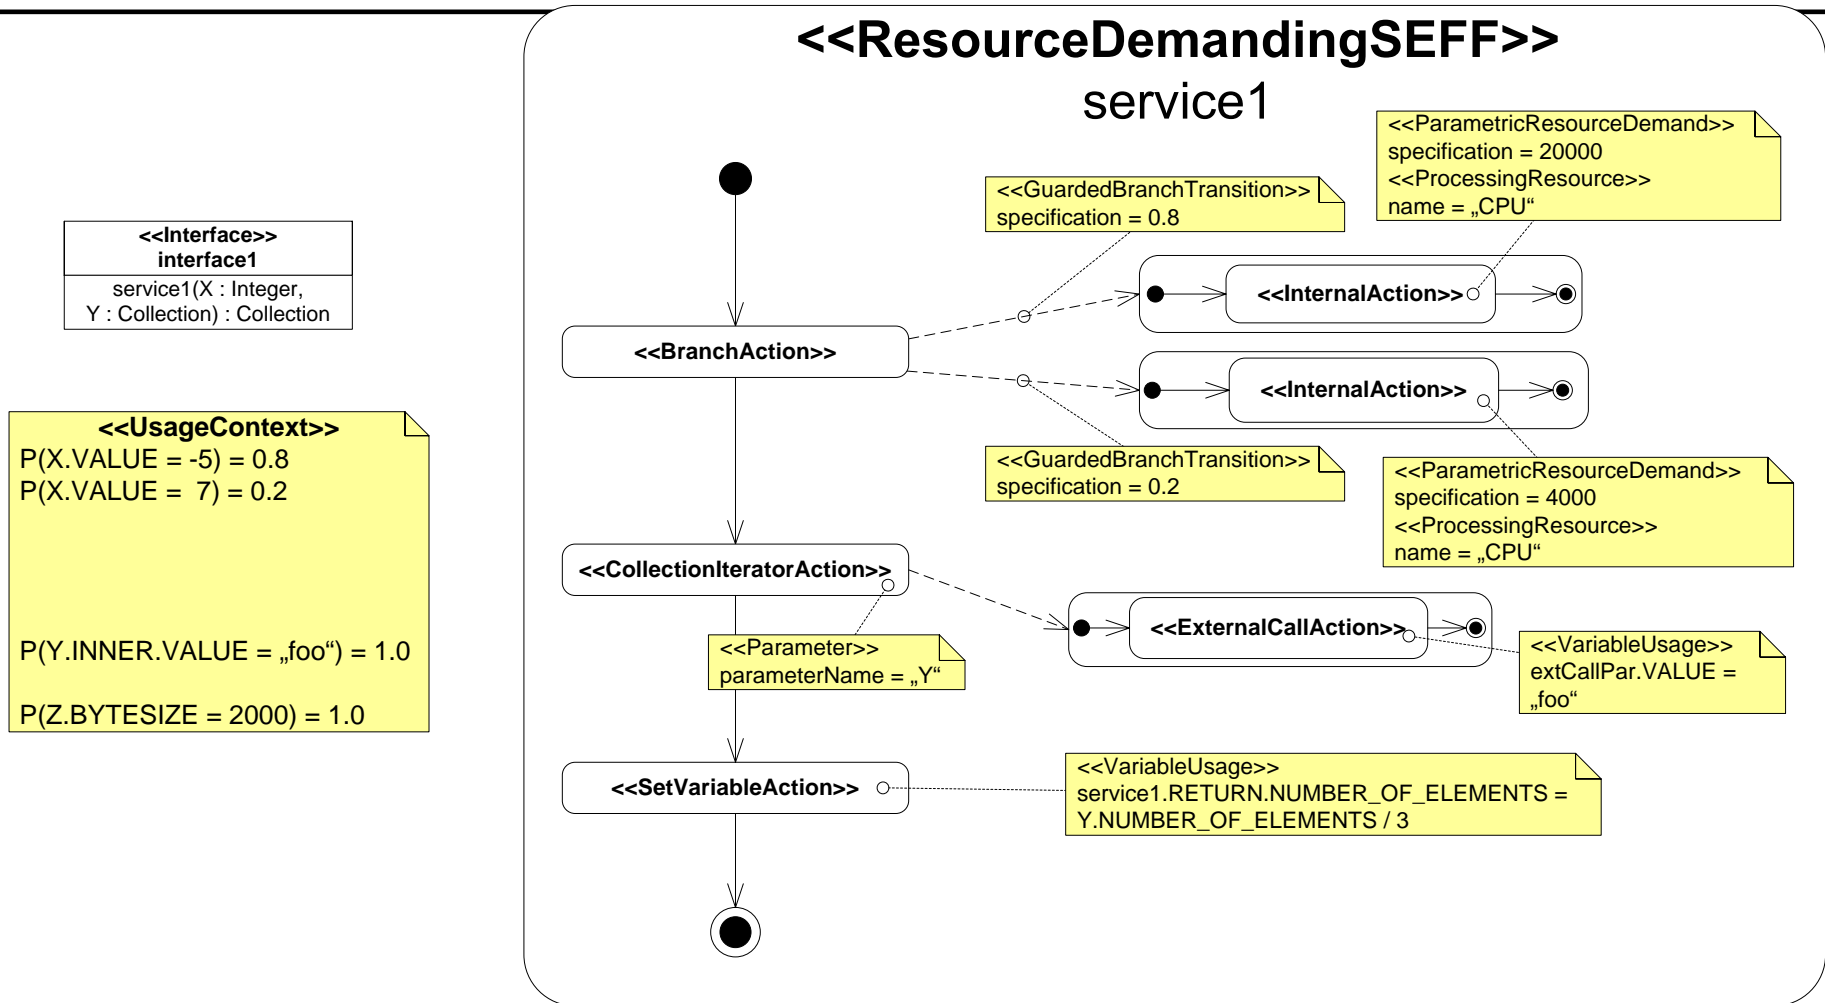 <<ResourceDemandingSEFF>>
service1
<<Interface>>
interface1
service1(X : Integer,
Y : Collection) : Collection
<<UsageContext>>
P(X.VALUE = -5) = 0.8
P(X.VALUE =  7) = 0.2
P(Y.INNER.VALUE = „foo“) = 1.0
P(Z.BYTESIZE = 2000) = 1.0
<<ParametricResourceDemand>>
specification = 20000
<<ProcessingResource>>
name = „CPU“
<<GuardedBranchTransition>>
specification = 0.8
<<InternalAction>>
<<BranchAction>>
<<InternalAction>>
<<GuardedBranchTransition>>
specification = 0.2
<<ParametricResourceDemand>>
specification = 4000
<<ProcessingResource>>
name = „CPU“
<<CollectionIteratorAction>>
<<Parameter>>
parameterName = „Y“
<<ExternalCallAction>>
<<VariableUsage>>
extCallPar.VALUE =
„foo“
<<SetVariableAction>>
<<VariableUsage>>
service1.RETURN.NUMBER_OF_ELEMENTS =
Y.NUMBER_OF_ELEMENTS / 3